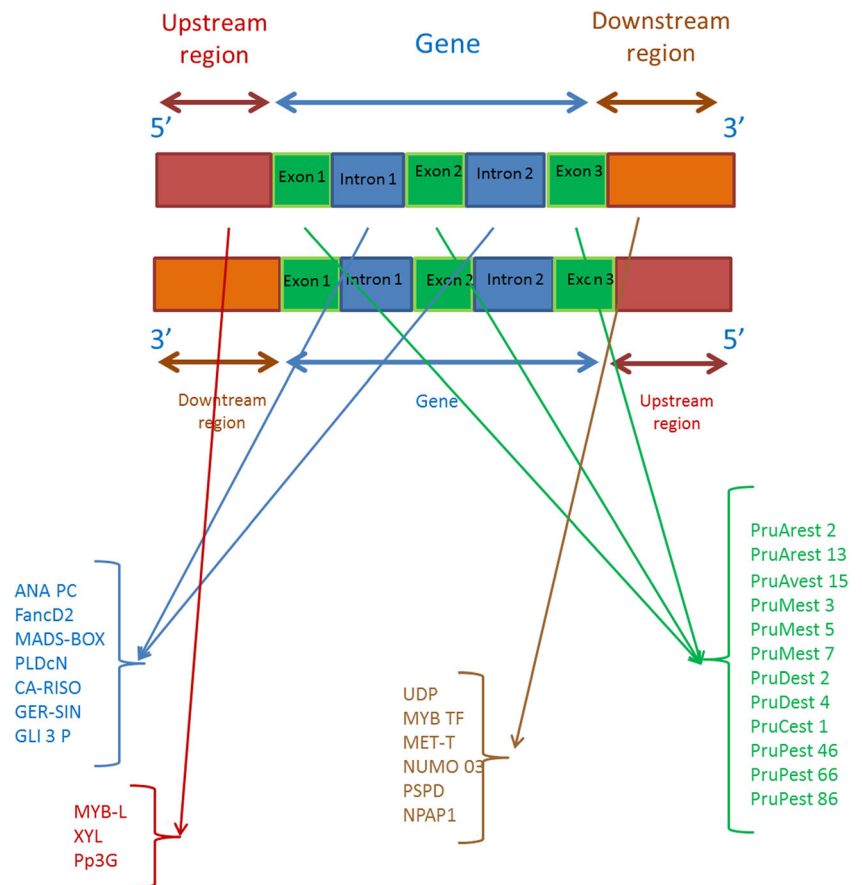 Upstream
region
Gene
Downstream
region
5’
3’
Exon 1
Intron 1
Exon 2
Intron 2
Exon 3
Exon 1
Intron 1
Exon 2
Intron 2
Exon 3
3’
5’
Downtream
region
Gene
Upstream
region
ANA PC
FancD2
MADS-BOX
PLDcN
CA-RISO
GER-SIN
GLI 3 P
MYB-L
XYL
Pp3G
UDP
MYB TF
MET-T
NUMO 03
PSPD
NPAP1
PruArest 2
PruArest 13
PruAvest 15
PruMest 3
PruMest 5
PruMest 7
PruDest 2
PruDest 4
PruCest 1
PruPest 46
PruPest 66
PruPest 86